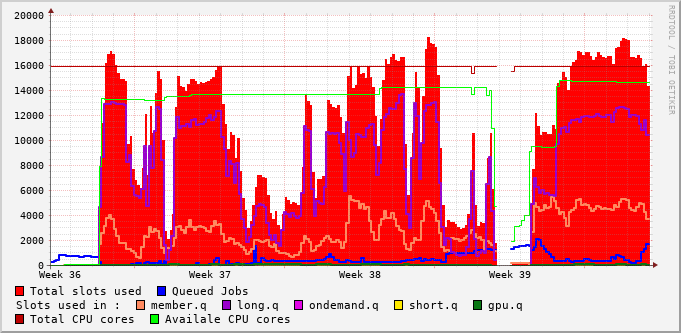 20000
18000
16000
14000
12000
10000
8000
6000
4000
2000
0
Week 36 Week 37 Week 38 Week 39
RRDTOOL / TOBI OETIKER
Total slots used Queued Jobs
Slots used in : member.q long.q ondemand.q short.q gpu.q
Total CPU cores Availale CPU cores